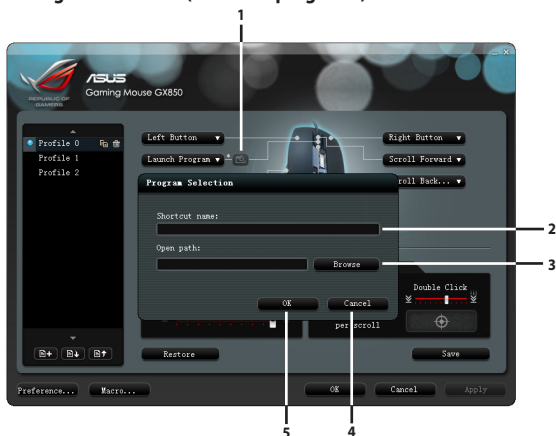 1
ASUS
REPUBLIC OF
GAMERS
Gaming Mouse GX850
Profile 0
Profile 1
Profile 2
Left Button
Right Button
Launch Program
Scroll Forward
roll Back...
Program Selection
Shortcut name:
2
Open path:
Browse
3
Double Click
OK
Cancel
per scroll
Restore
Save
Preference...
Macro...
OK
Cancel
Apply
5
4